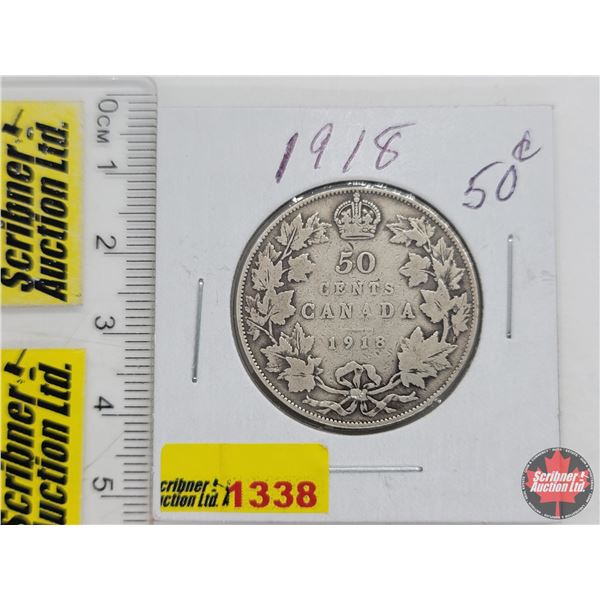 0CM 1 2 3 4 5
Scribner
Auction Ltd.
Scribner
Auction Ltd.
1918
50¢
50
CENTS
CANADA
1918
Scribner
Auction Ltd.
1338
Scribner
Auction Ltd.